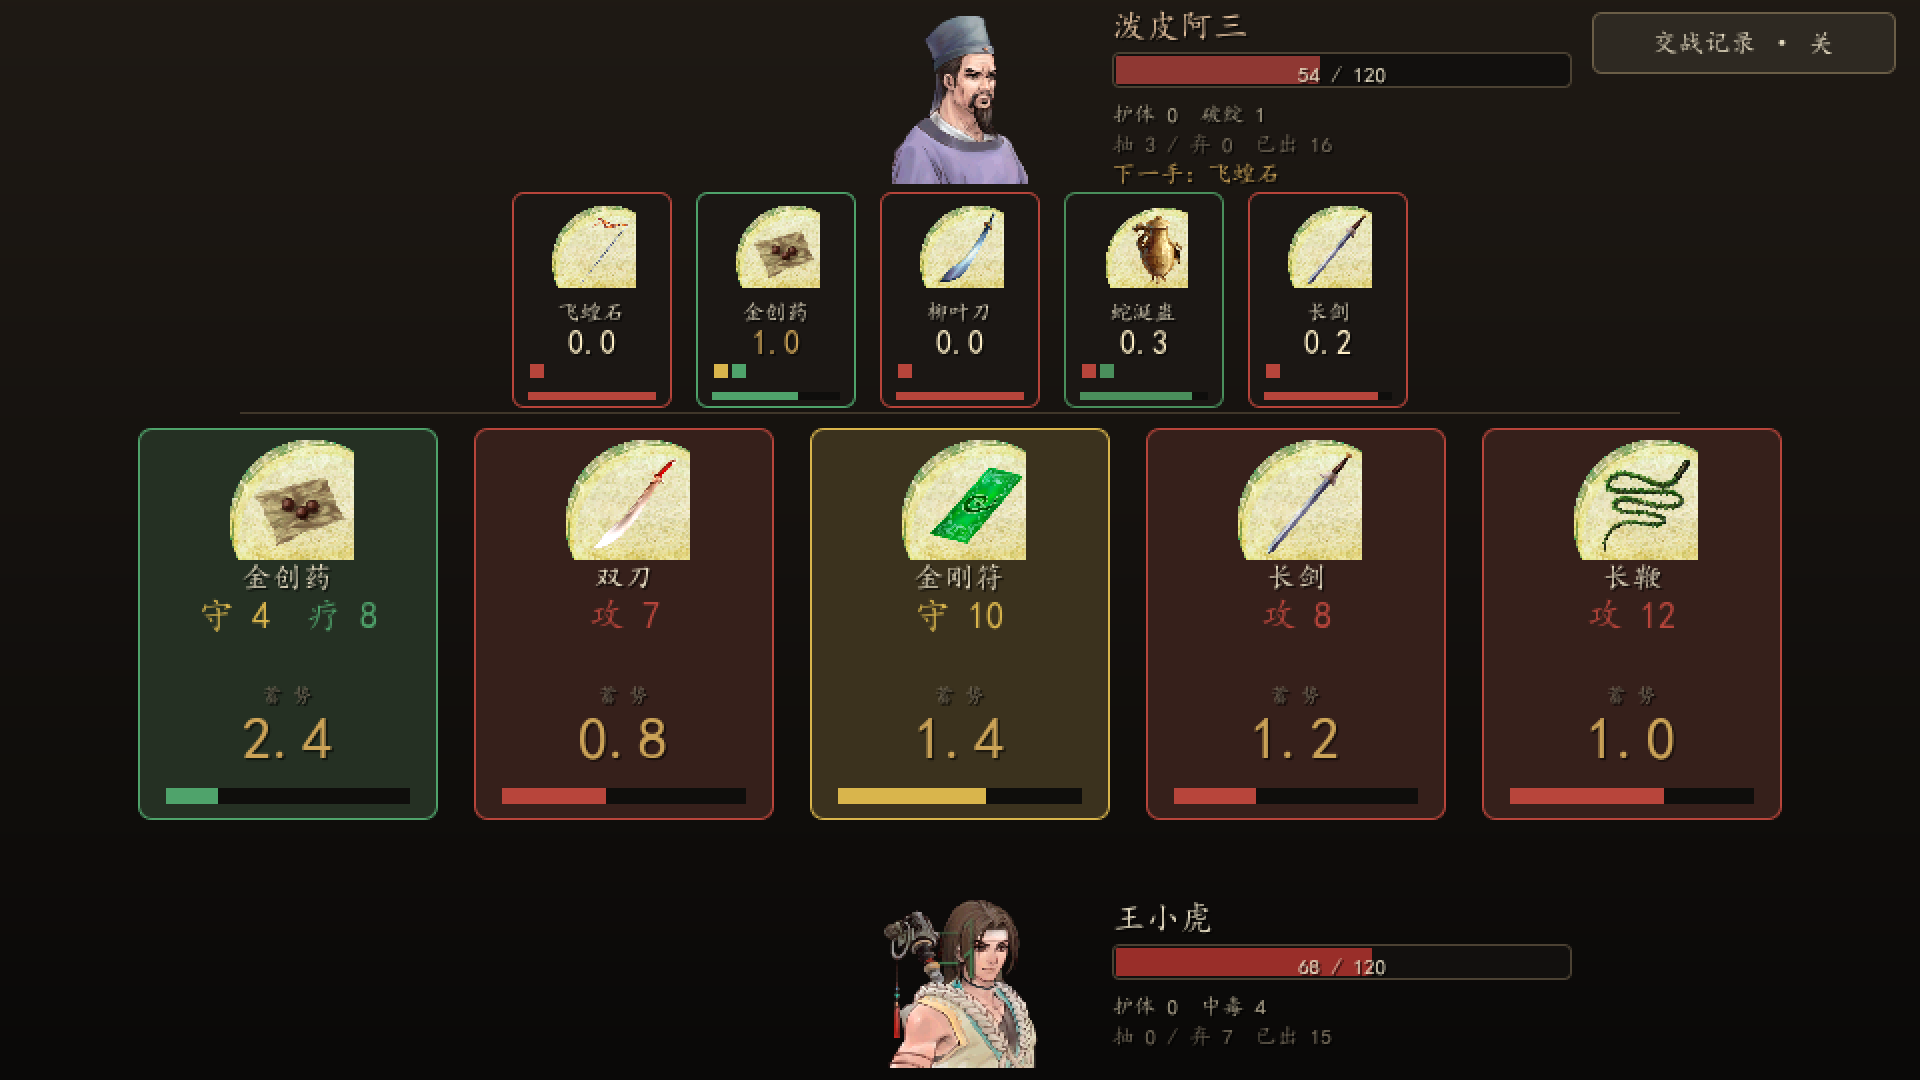 泼皮阿三
交战记录 · 关
54 / 120
护体 0 破绽 1
抽 3 / 弃 0 已出 16
下一手: 飞蝗石
飞蝗石
0.0
金创药
1.0
柳叶刀
0.0
蛇涎蛊
0.3
长剑
0.2
金创药
守 4 疗 8
蓄势
2.4
双刀
攻 7
蓄势
0.8
金刚符
守 10
蓄势
1.4
长剑
攻 8
蓄势
1.2
长鞭
攻 12
蓄势
1.0
王小虎
68 / 120
护体 0 中毒 4
抽 0 / 弃 7 已出 15